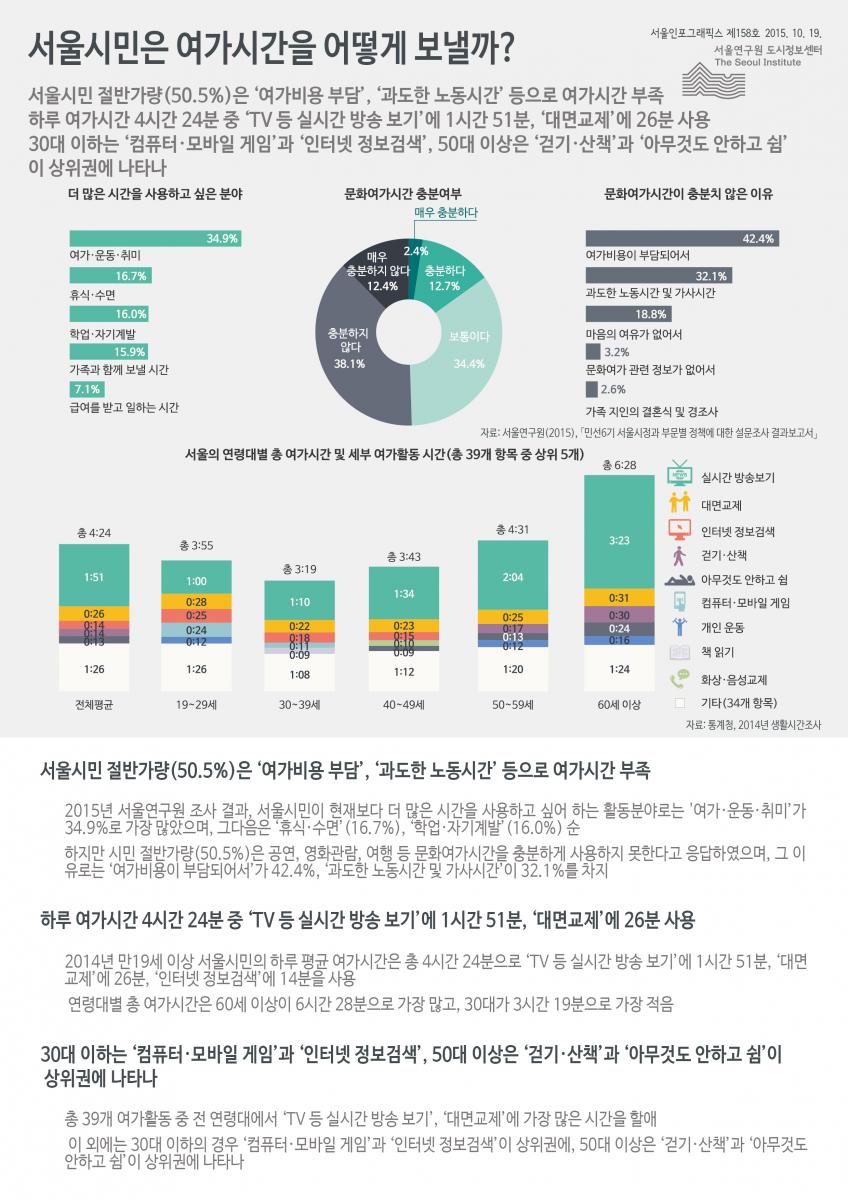 서울시민은 여가시간을 어떻게 보낼까?
서울인포그래픽스 제158호 2015. 10. 19.
서울연구원 도시정보센터
The Seoul Institute
서울시민 절반가량(50.5%)은 ‘여가비용 부담’, ‘과도한 노동시간’ 등으로 여가시간 부족
하루 여가시간 4시간 24분 중 ‘TV 등 실시간 방송 보기’에 1시간 51분, ‘대면교제’에 26분 사용
30대 이하는 ‘컴퓨터·모바일 게임’과 ‘인터넷 정보검색’, 50대 이상은 ‘걷기·산책’과 ‘아무것도 안하고 쉼’
이 상위권에 나타나
더 많은 시간을 사용하고 싶은 분야
34.9%
여가·운동·취미
16.7%
휴식·수면
16.0%
학업·자기계발
15.9%
가족과 함께 보낼 시간
7.1%
급여를 받고 일하는 시간
문화여가시간 충분여부
매우 충분하다
2.4%
충분하다
12.7%
보통이다
34.4%
충분하지
않다
38.1%
매우
충분하지 않다
12.4%
문화여가시간이 충분치 않은 이유
42.4%
여가비용이 부담되어서
32.1%
과도한 노동시간 및 가사시간
18.8%
마음의 여유가 없어서
3.2%
문화여가 관련 정보가 없어서
2.6%
가족 지인의 결혼식 및 경조사
자료: 서울연구원(2015), 「민선6기 서울시정과 부문별 정책에 대한 설문조사 결과보고서」
서울의 연령대별 총 여가시간 및 세부 여가활동 시간(총 39개 항목 중 상위 5개)
총 4:24
1:51
0:26
0:14
0:14
0:13
1:26
전체평균
총 3:55
1:00
0:28
0:25
0:24
0:12
1:26
19~29세
총 3:19
1:10
0:22
0:18
0:11
0:09
1:08
30~39세
총 3:43
1:34
0:23
0:15
0:10
0:09
1:12
40~49세
총 4:31
2:04
0:25
0:17
0:13
0:12
1:20
50~59세
총 6:28
3:23
0:31
0:30
0:24
0:16
1:24
60세 이상
NEWS
실시간 방송보기
대면교제
인터넷 정보검색
걷기·산책
아무것도 안하고 쉼
컴퓨터·모바일 게임
개인 운동
책 읽기
화상·음성교제
기타(34개 항목)
자료: 통계청, 2014년 생활시간조사
서울시민 절반가량(50.5%)은 ‘여가비용 부담’, ‘과도한 노동시간’ 등으로 여가시간 부족
2015년 서울연구원 조사 결과, 서울시민이 현재보다 더 많은 시간을 사용하고 싶어 하는 활동분야로는 '여가·운동·취미'가
34.9%로 가장 많았으며, 그다음은 ‘휴식·수면’(16.7%), ‘학업·자기계발’(16.0%) 순
하지만 시민 절반가량(50.5%)은 공연, 영화관람, 여행 등 문화여가시간을 충분하게 사용하지 못한다고 응답하였으며, 그 이
유로는 ‘여가비용이 부담되어서’가 42.4%, ‘과도한 노동시간 및 가사시간’이 32.1%를 차지
하루 여가시간 4시간 24분 중 ‘TV 등 실시간 방송 보기’에 1시간 51분, ‘대면교제’에 26분 사용
2014년 만19세 이상 서울시민의 하루 평균 여가시간은 총 4시간 24분으로 ‘TV 등 실시간 방송 보기’에 1시간 51분, ‘대면
교제’에 26분, ‘인터넷 정보검색’에 14분을 사용
연령대별 총 여가시간은 60세 이상이 6시간 28분으로 가장 많고, 30대가 3시간 19분으로 가장 적음
30대 이하는 ‘컴퓨터·모바일 게임’과 ‘인터넷 정보검색’, 50대 이상은 ‘걷기·산책’과 ‘아무것도 안하고 쉼’이
상위권에 나타나
총 39개 여가활동 중 전 연령대에서 ‘TV 등 실시간 방송 보기’, ‘대면교제’에 가장 많은 시간을 할애
이 외에는 30대 이하의 경우 ‘컴퓨터·모바일 게임’과 ‘인터넷 정보검색’이 상위권에, 50대 이상은 ‘걷기·산책’과 ‘아무것도
안하고 쉼’이 상위권에 나타나